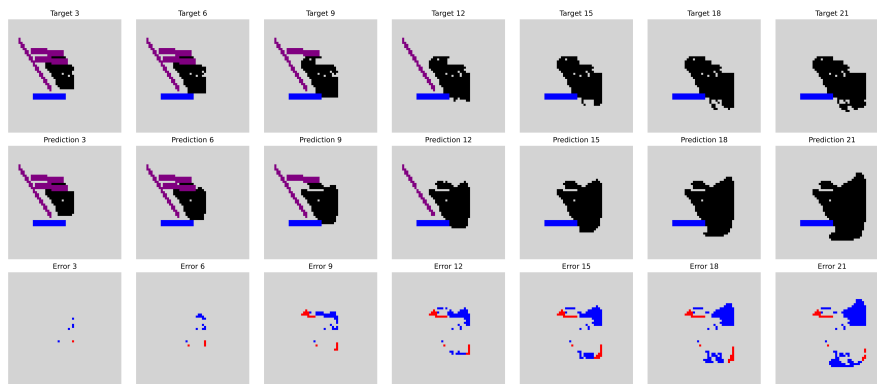 Target 3 Target 6 Target 9 Target 12 Target 15 Target 18 Target 21
Prediction 3 Prediction 6 Prediction 9 Prediction 12 Prediction 15 Prediction 18 Prediction 21
Error 3 Error 6 Error 9 Error 12 Error 15 Error 18 Error 21